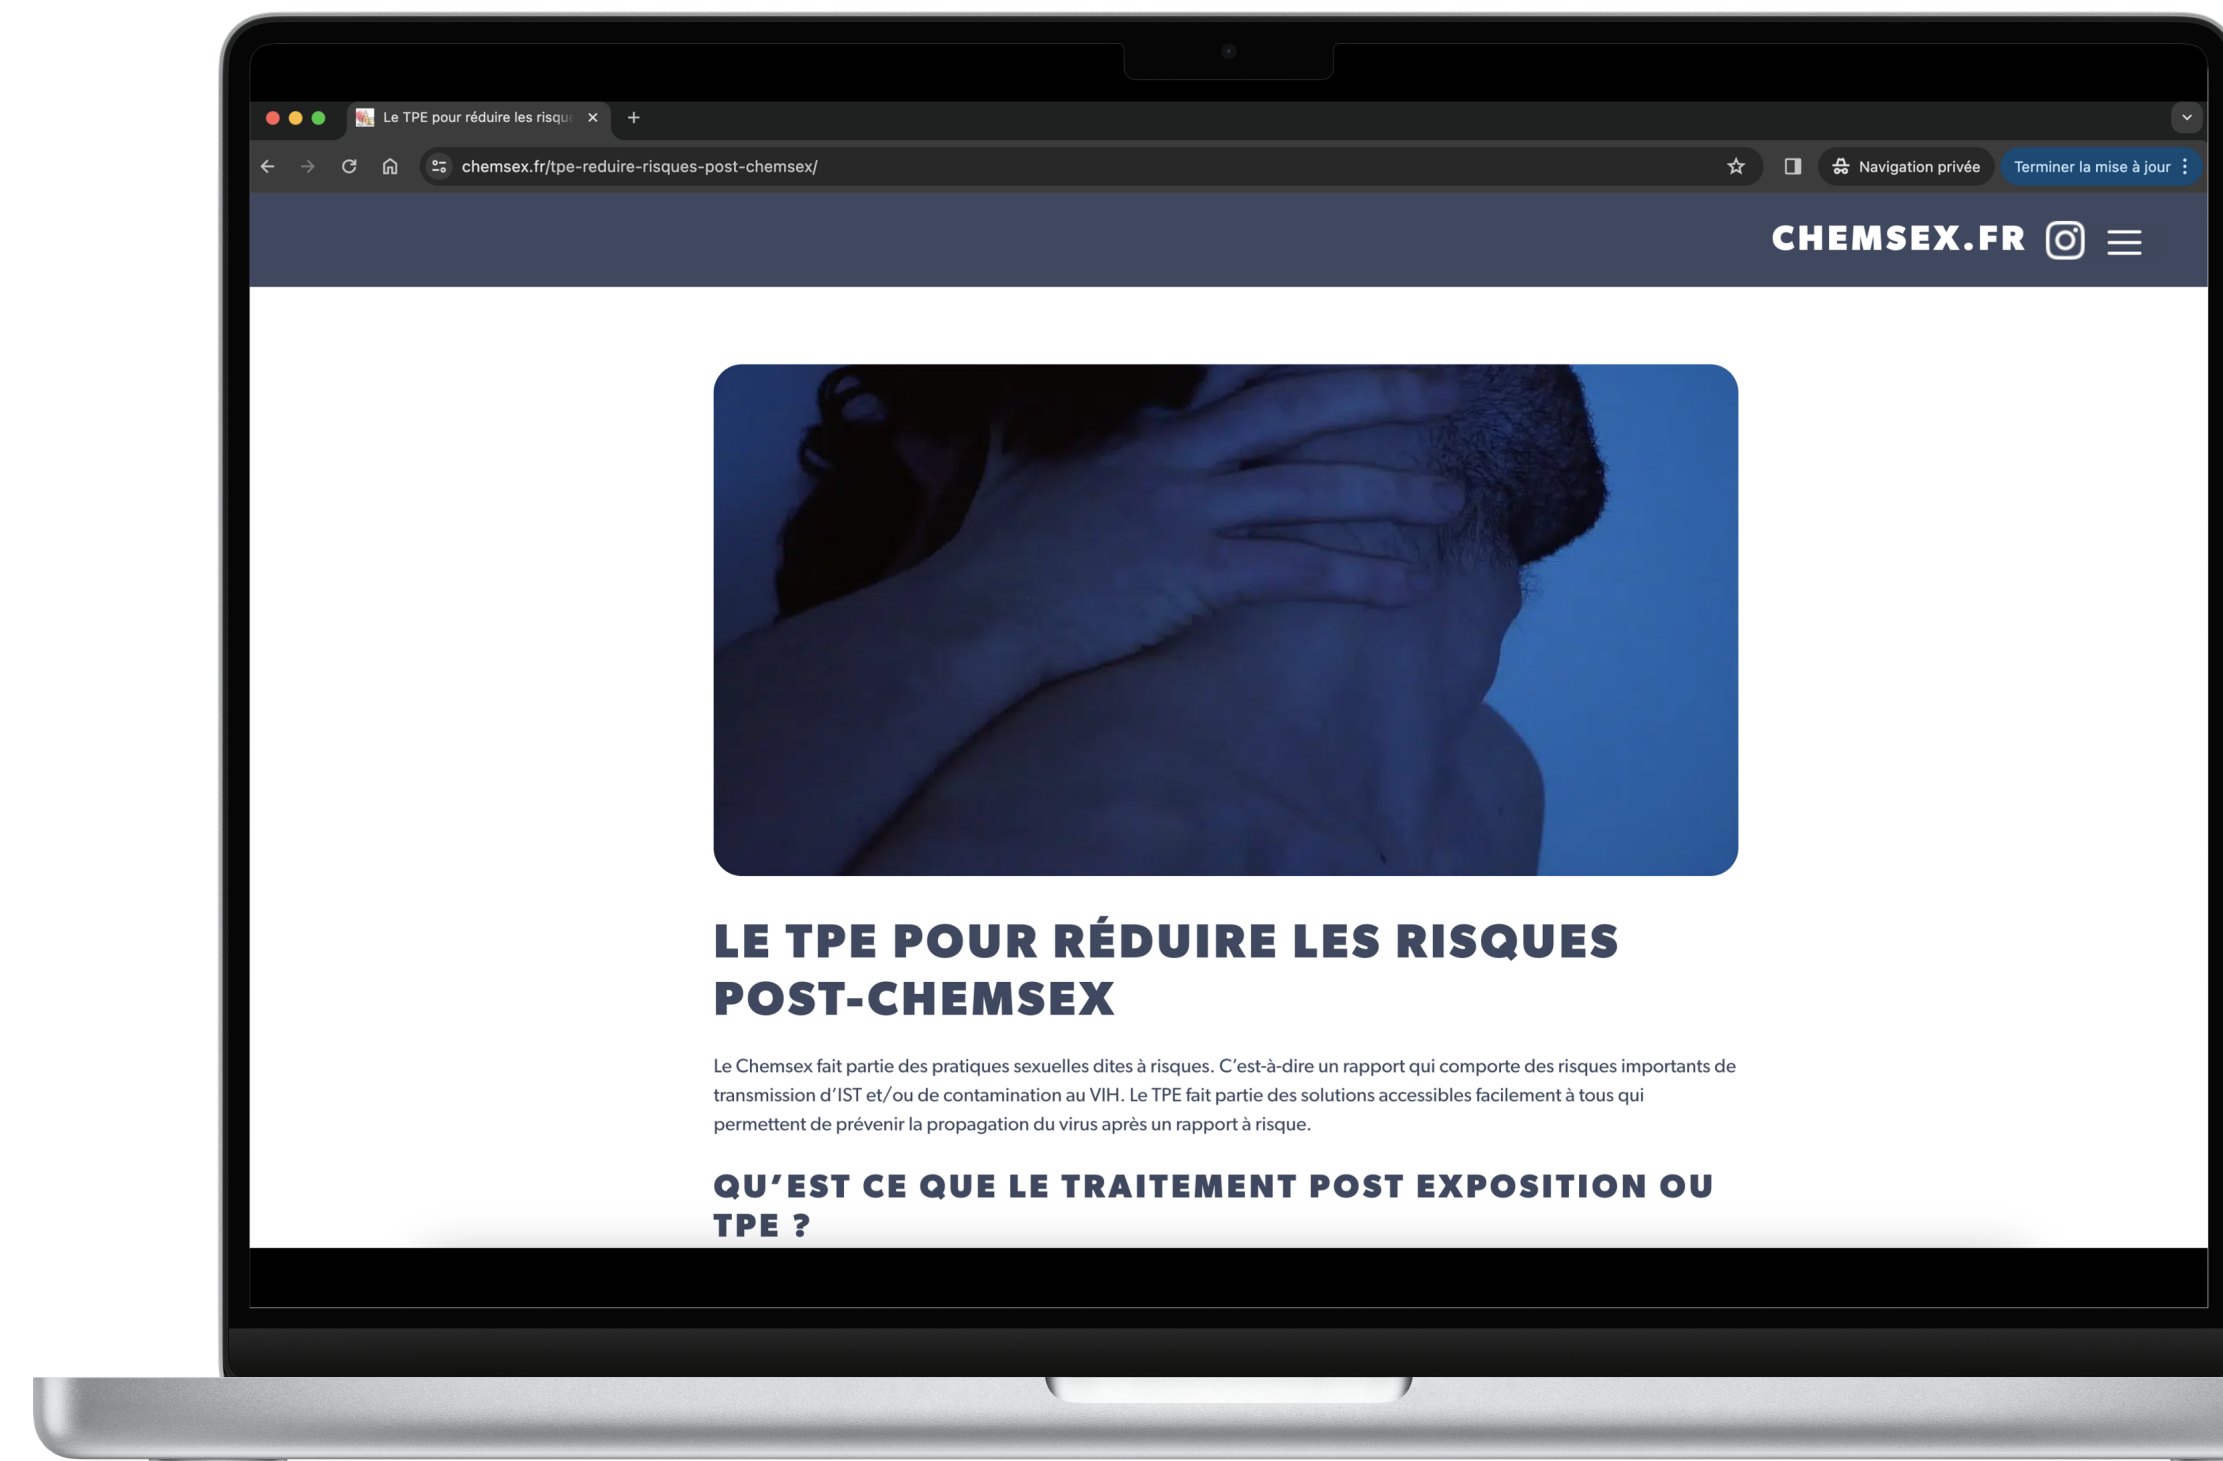 Le TPE pour réduire les risqu
chemsex.fr/tpe-reduire-risques-post-chemsex/
Navigation privée
Terminer la mise à jour
CHEMSEX.FR
LE TPE POUR RÉDUIRE LES RISQUES
POST-CHEMSEX
Le Chemsex fait partie des pratiques sexuelles dites à risques. C’est-à-dire un rapport qui comporte des risques importants de
transmission d’IST et/ou de contamination au VIH. Le TPE fait partie des solutions accessibles facilement à tous qui
permettent de prévenir la propagation du virus après un rapport à risque.
QU’EST CE QUE LE TRAITEMENT POST EXPOSITION OU
TPE ?